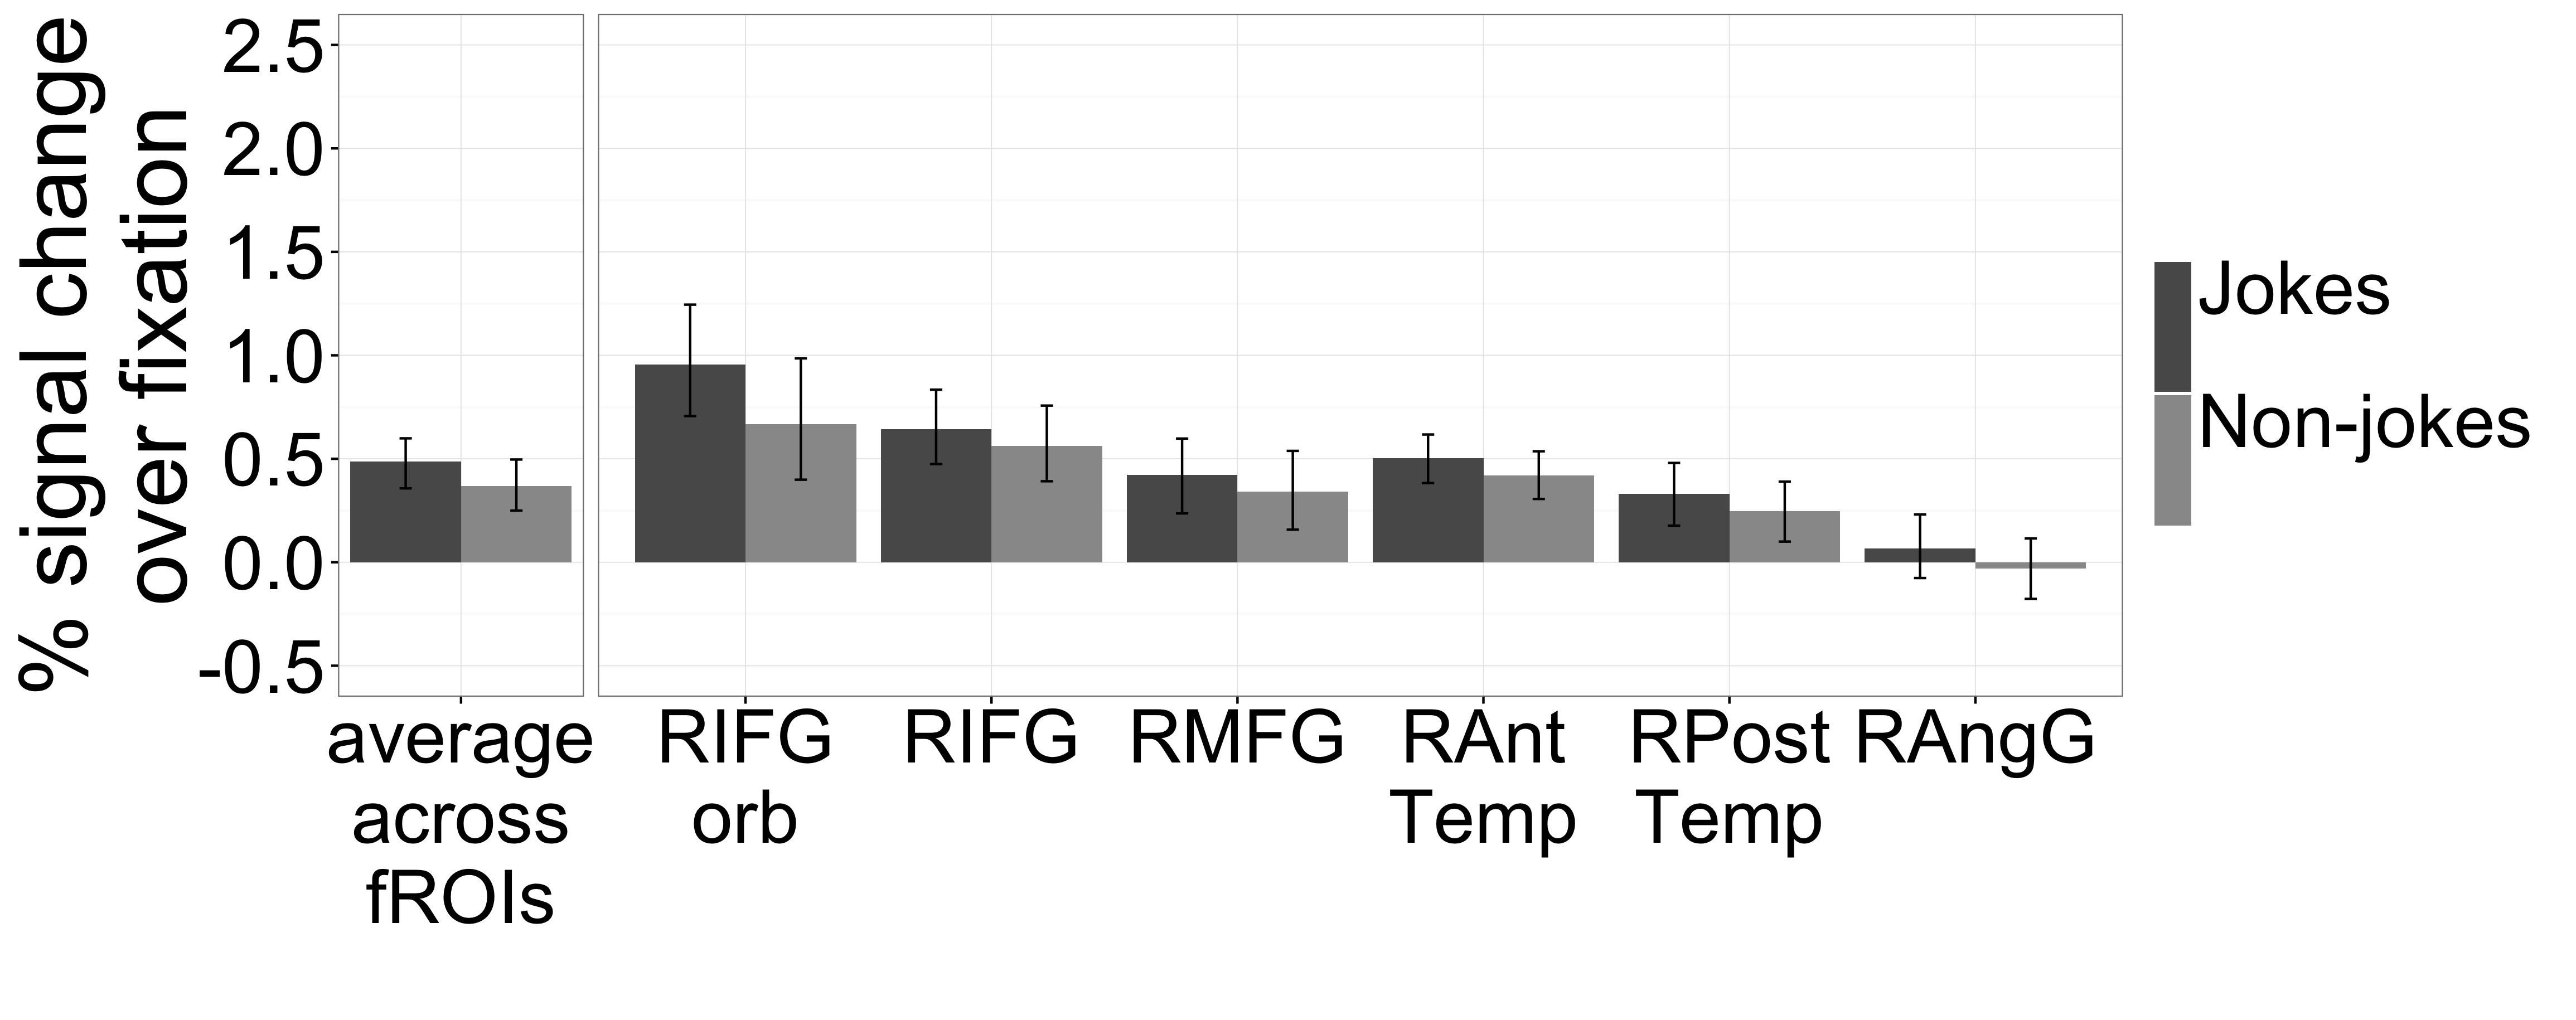 % signal change
over fixation
2.5
2.0
1.5
1.0
0.5
0.0
-0.5
average
across
fROIs
RIFG
orb
RIFG
RMFG
RAnt
Temp
RPost
Temp
RAngG
Jokes
Non-jokes